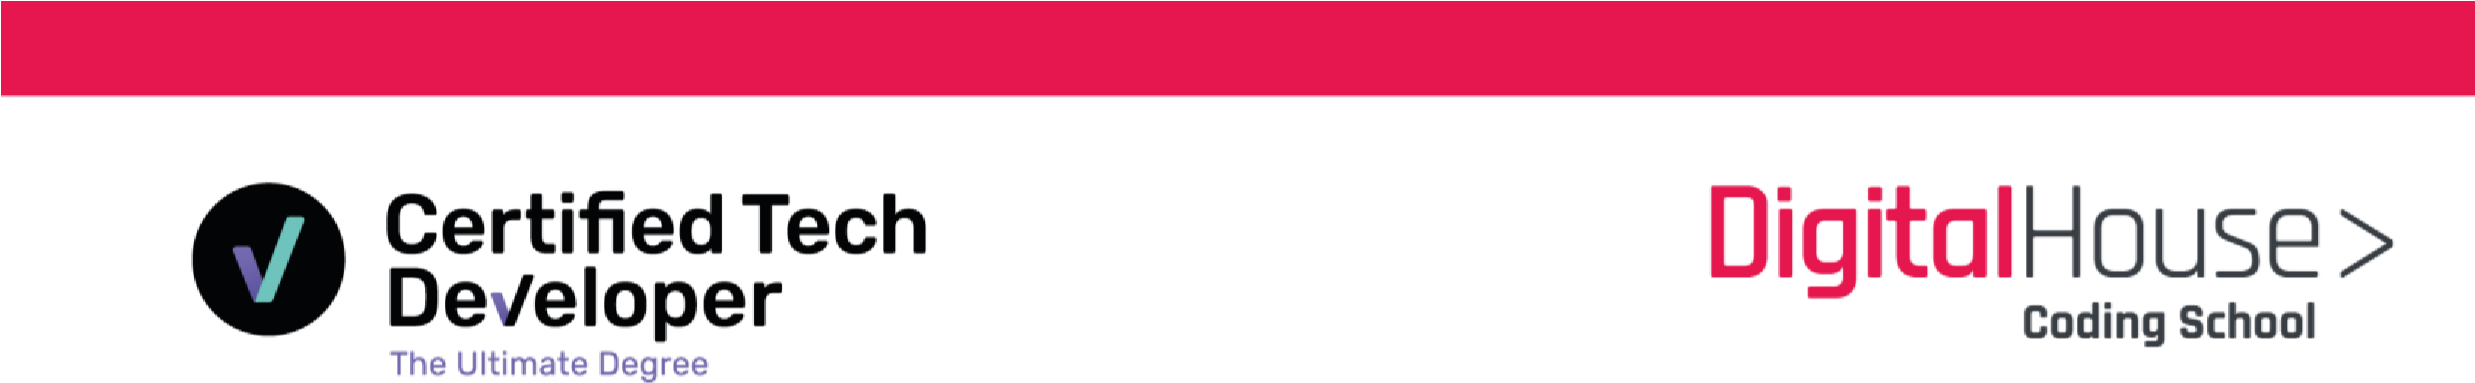 Certified Tech
Developer
The Ultimate Degree
DigitalHouse>
Coding School